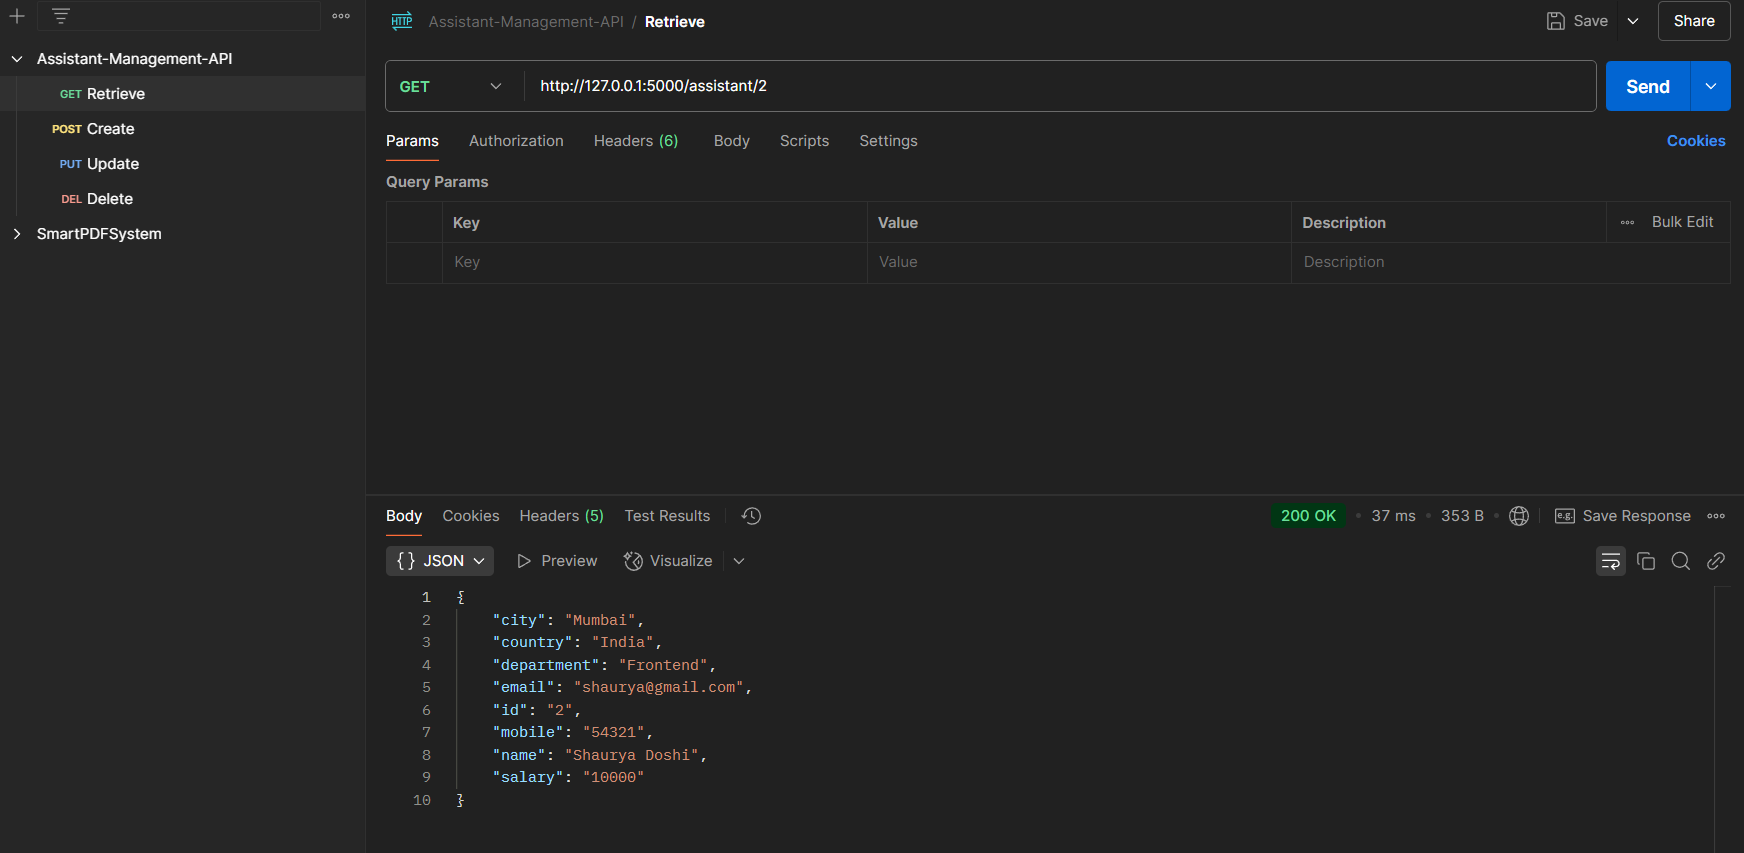 HTTP Assistant-Management-API / Retrieve Save Share
Assistant-Management-API
GET Retrieve
POST Create
PUT Update
DEL Delete
SmartPDFSystem
GET http://127.0.0.1:5000/assistant/2 Send
Params Authorization Headers (6) Body Scripts Settings Cookies
Query Params
Key Value Description Bulk Edit
Key Value Description
Body Cookies Headers (5) Test Results 200 OK • 37 ms • 353 B • e.g. Save Response
{} JSON Preview Visualize
1 {
2 "city": "Mumbai",
3 "country": "India",
4 "department": "Frontend",
5 "email": "shaurya@gmail.com",
6 "id": "2",
7 "mobile": "54321",
8 "name": "Shaurya Doshi",
9 "salary": "10000"
10 }